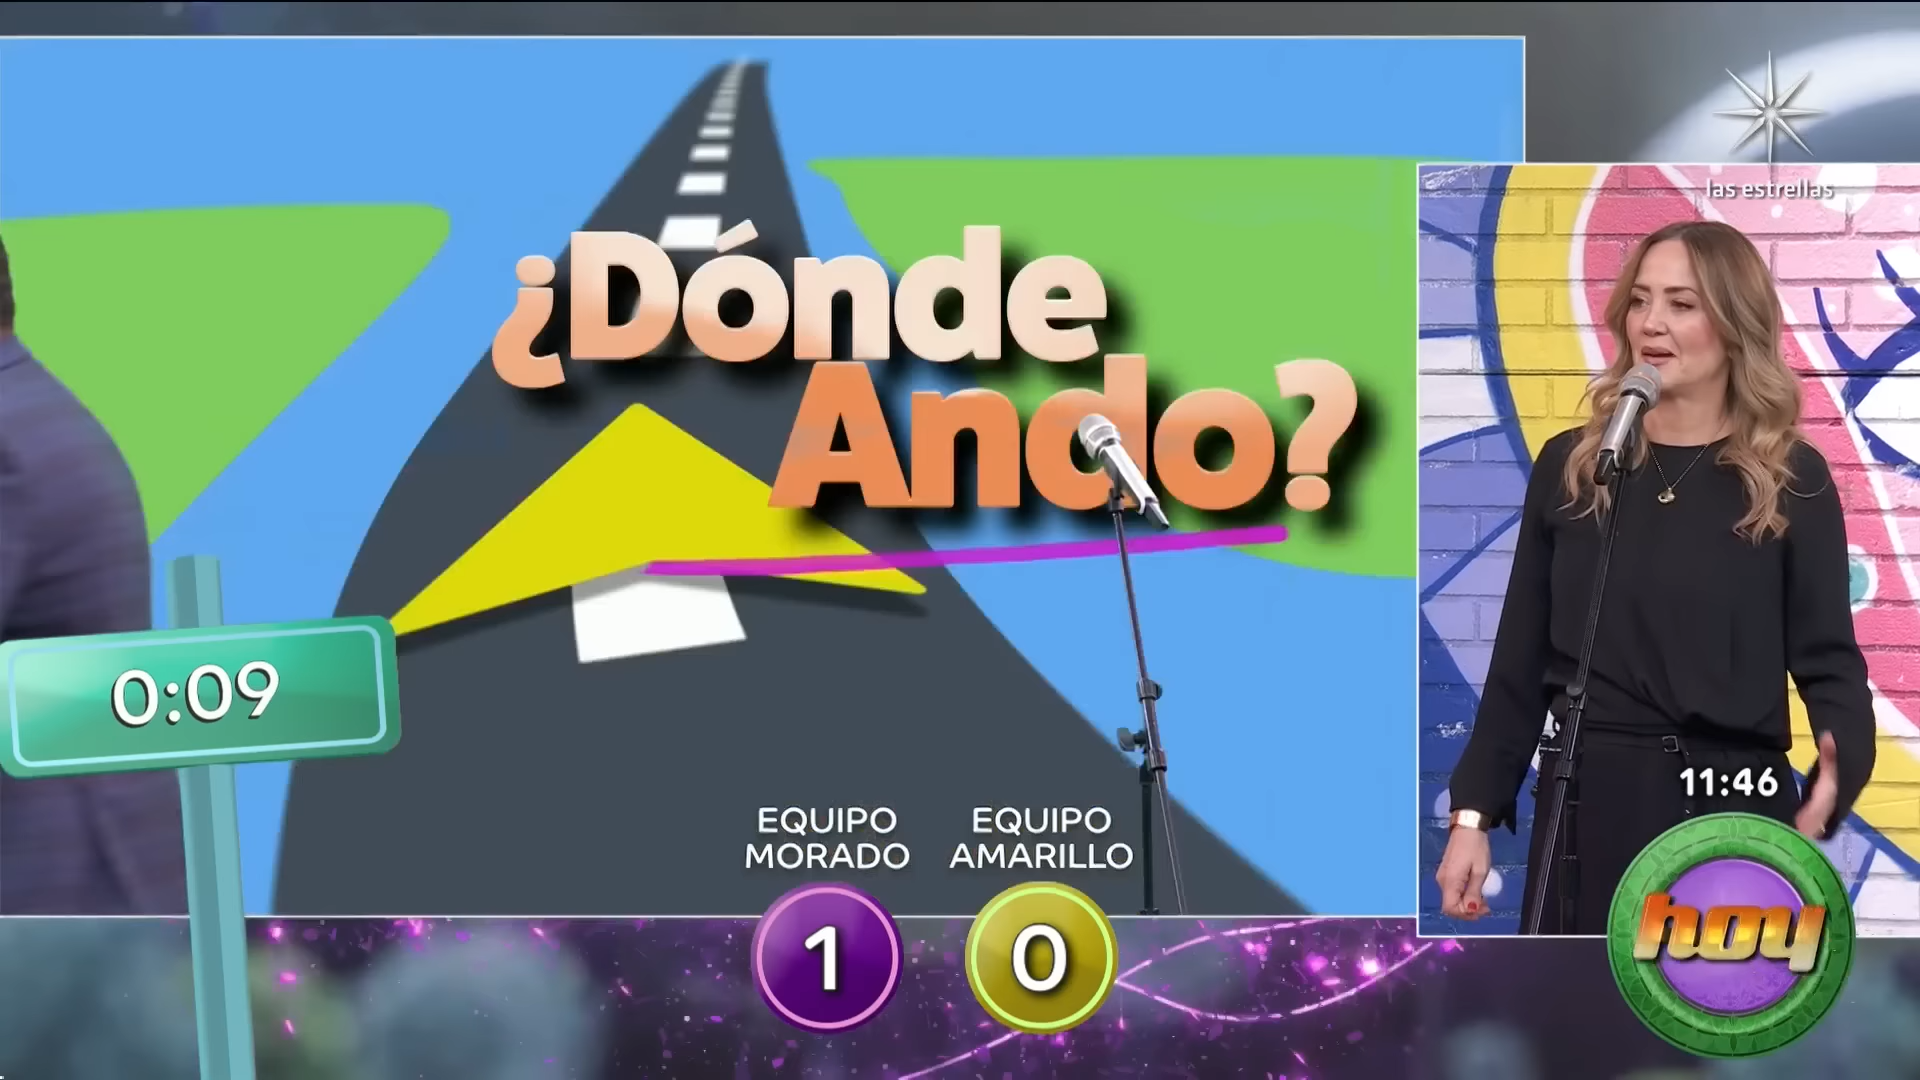 las estrellas
¿Dónde
Ando?
0:09
11:46
EQUIPO
MORADO
EQUIPO
AMARILLO
1
0
hoy